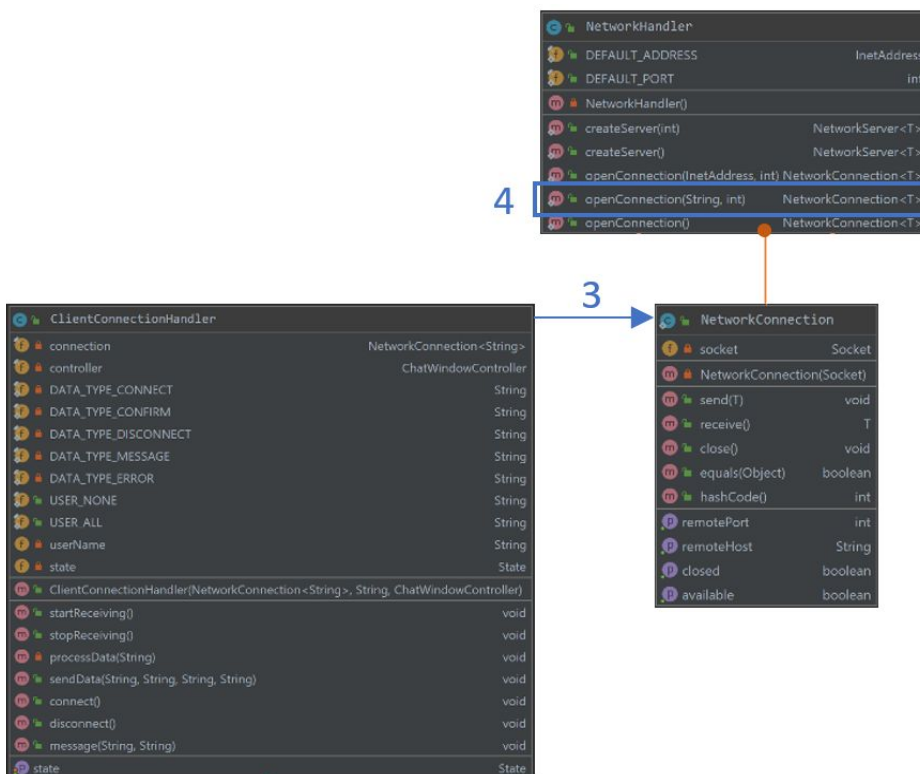 NetworkHandler
DEFAULT_ADDRESS InetAddress
DEFAULT_PORT int
NetworkHandler()
createServer(int) NetworkServer<T>
createServer() NetworkServer<T>
openConnection(InetAddress, int) NetworkConnection<T>
4 openConnection(String, int) NetworkConnection<T>
openConnection() NetworkConnection<T>
3
ClientConnectionHandler
connection NetworkConnection<String>
controller ChatWindowController
DATA_TYPE_CONNECT String
DATA_TYPE_CONFIRM String
DATA_TYPE_DISCONNECT String
DATA_TYPE_MESSAGE String
DATA_TYPE_ERROR String
USER_NONE String
USER_ALL String
userName String
state State
ClientConnectionHandler(NetworkConnection<String>, String, ChatWindowController)
startReceiving() void
stopReceiving() void
processData(String) void
sendData(String, String, String, String) void
connect() void
disconnect() void
message(String, String) void
state State
NetworkConnection
socket Socket
NetworkConnection(Socket)
send(T) void
receive() T
close() void
equals(Object) boolean
hashCode() int
remotePort int
remoteHost String
closed boolean
available boolean